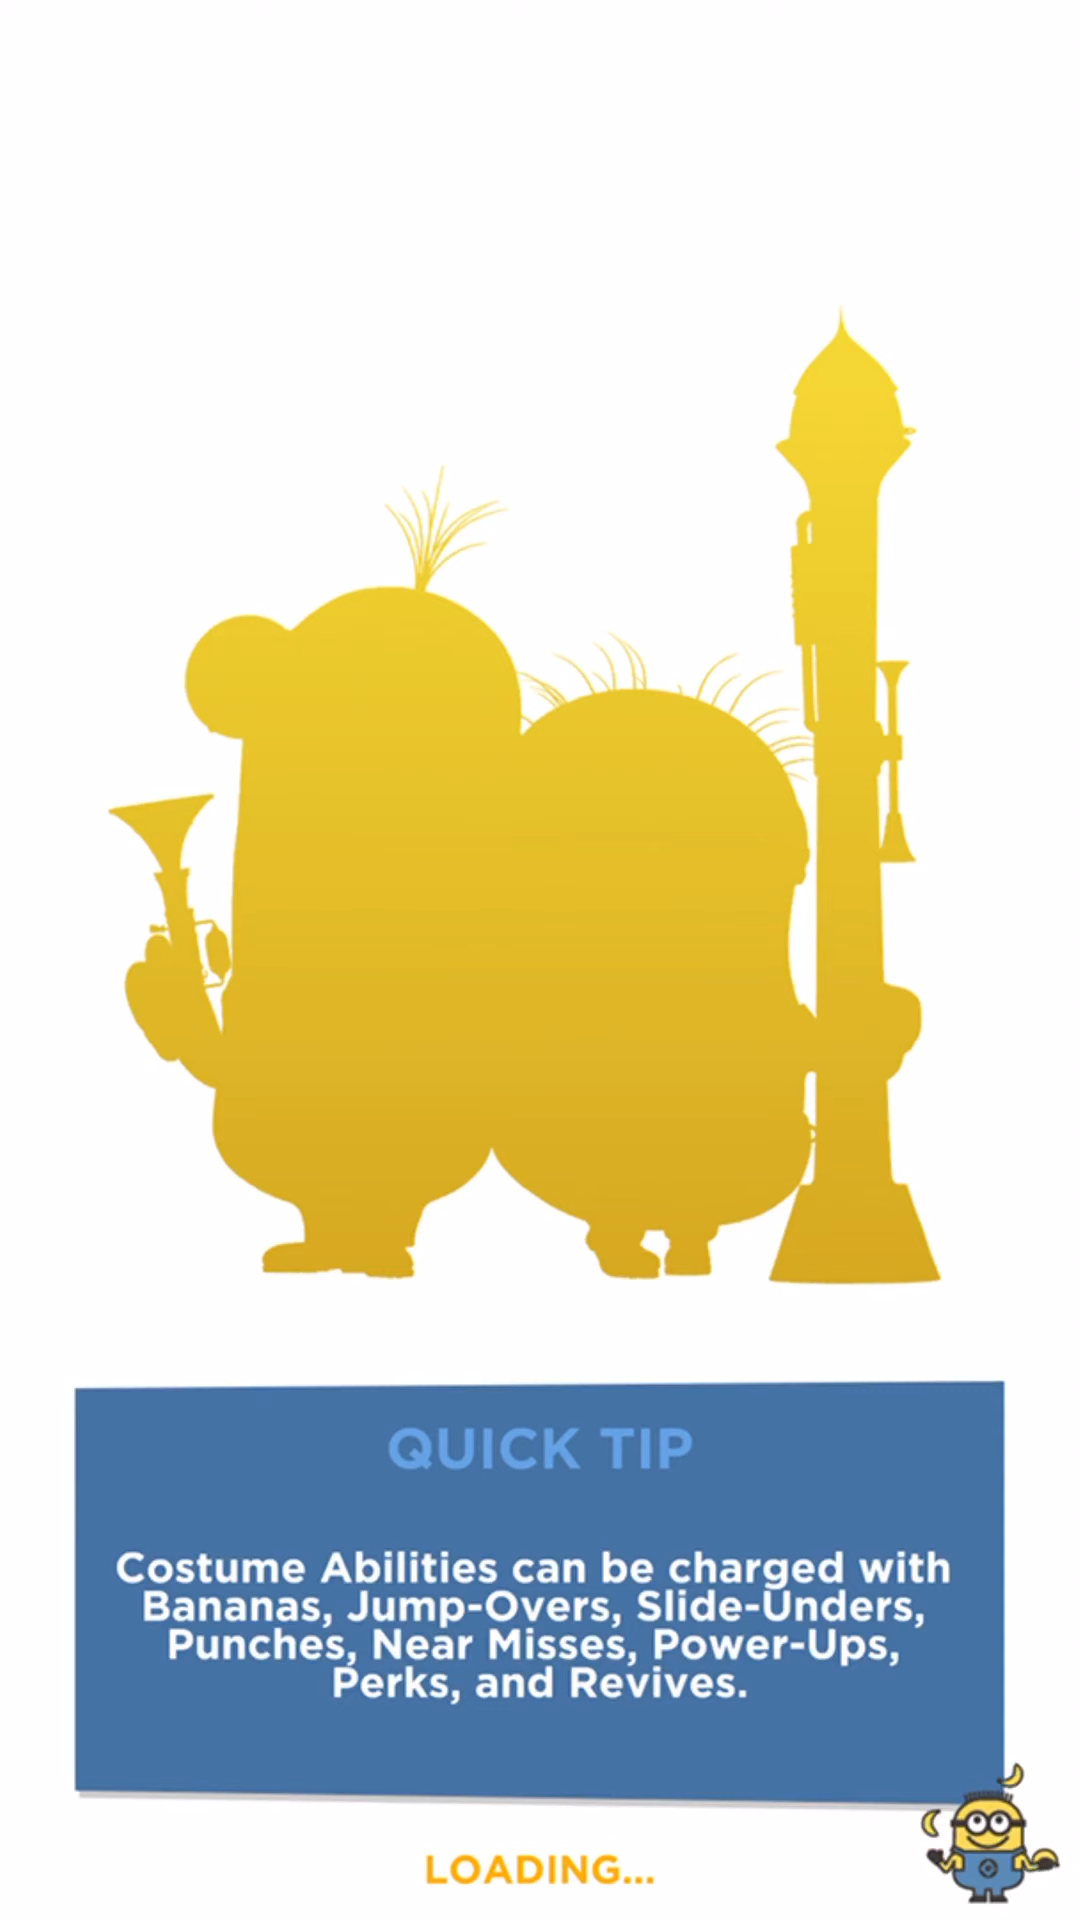 QUICK TIP
Costume Abilities can be charged with
Bananas, Jump-Overs, Slide-Unders,
Punches, Near Misses, Power-Ups,
Perks, and Revives.
LOADING...